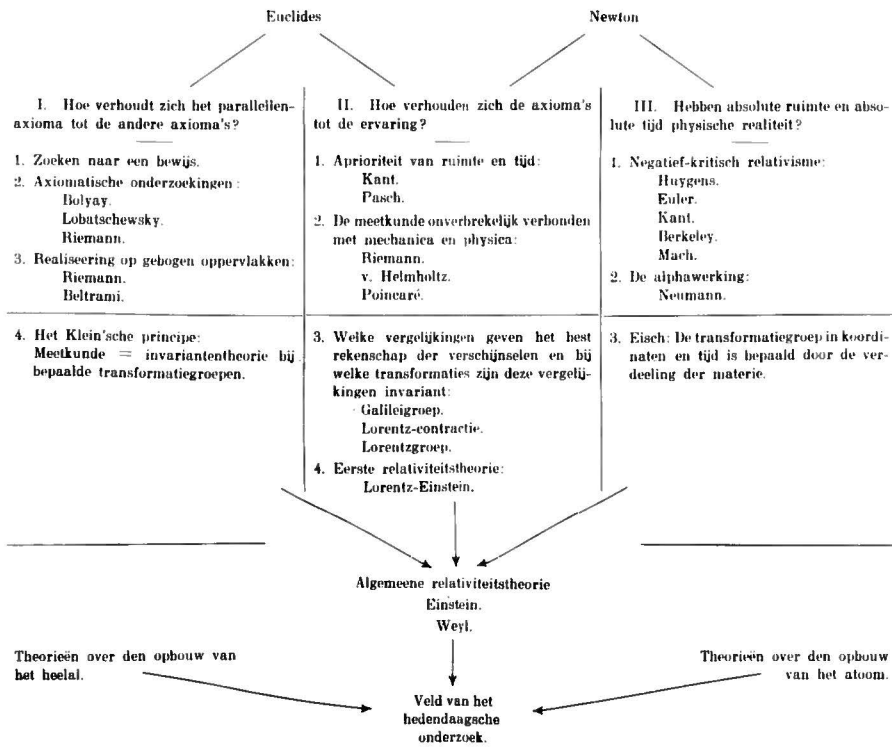 Euclides
Newton
I. Hoe verhoudt zich het parallellen-
axioma tot de andere axioma's?
1. Zoeken naar een bewijs.
2. Axiomatische onderzoekingen:
Bolyay.
Lobatschewsky.
Riemann.
3. Realiseering op gebogen oppervlakken:
Riemann.
Beltrami.
4. Het Klein'sche principe:
Meetkunde = invariantentheorie bij
bepaalde transformatiegroepen.
II. Hoe verhouden zich de axioma's
tot de ervaring?
1. Aprioriteit van ruimte en tijd:
Kant.
Pasch.
2. De meetkunde onverbrekelijk verbonden
met mechanica en physica:
Riemann.
v. Helmholtz.
Poincaré.
3. Welke vergelijkingen geven het best
rekenschap der verschijnselen en bij
welke transformaties zijn deze vergelij-
kingen invariant:
Galileigroep.
Lorentz-contractie.
Lorentzgroep.
4. Eerste relativiteitstheorie:
Lorentz-Einstein.
III. Hebben absolute ruimte en abso-
lute tijd physische realiteit?
1. Negatief-kritisch relativisme:
Huygens.
Euler.
Kant.
Berkeley.
Mach.
2. De alphawerking:
Neumann.
3. Eisch: De transformatiegroep in koordi-
naten en tijd is bepaald door de ver-
deeling der materie.
Algemeene relativiteitstheorie
Einstein.
Weyl.
Theorieën over den opbouw van
het heelal.
Theorieën over den opbouw
van het atoom.
Veld van het
hedendaagsche
onderzoek.